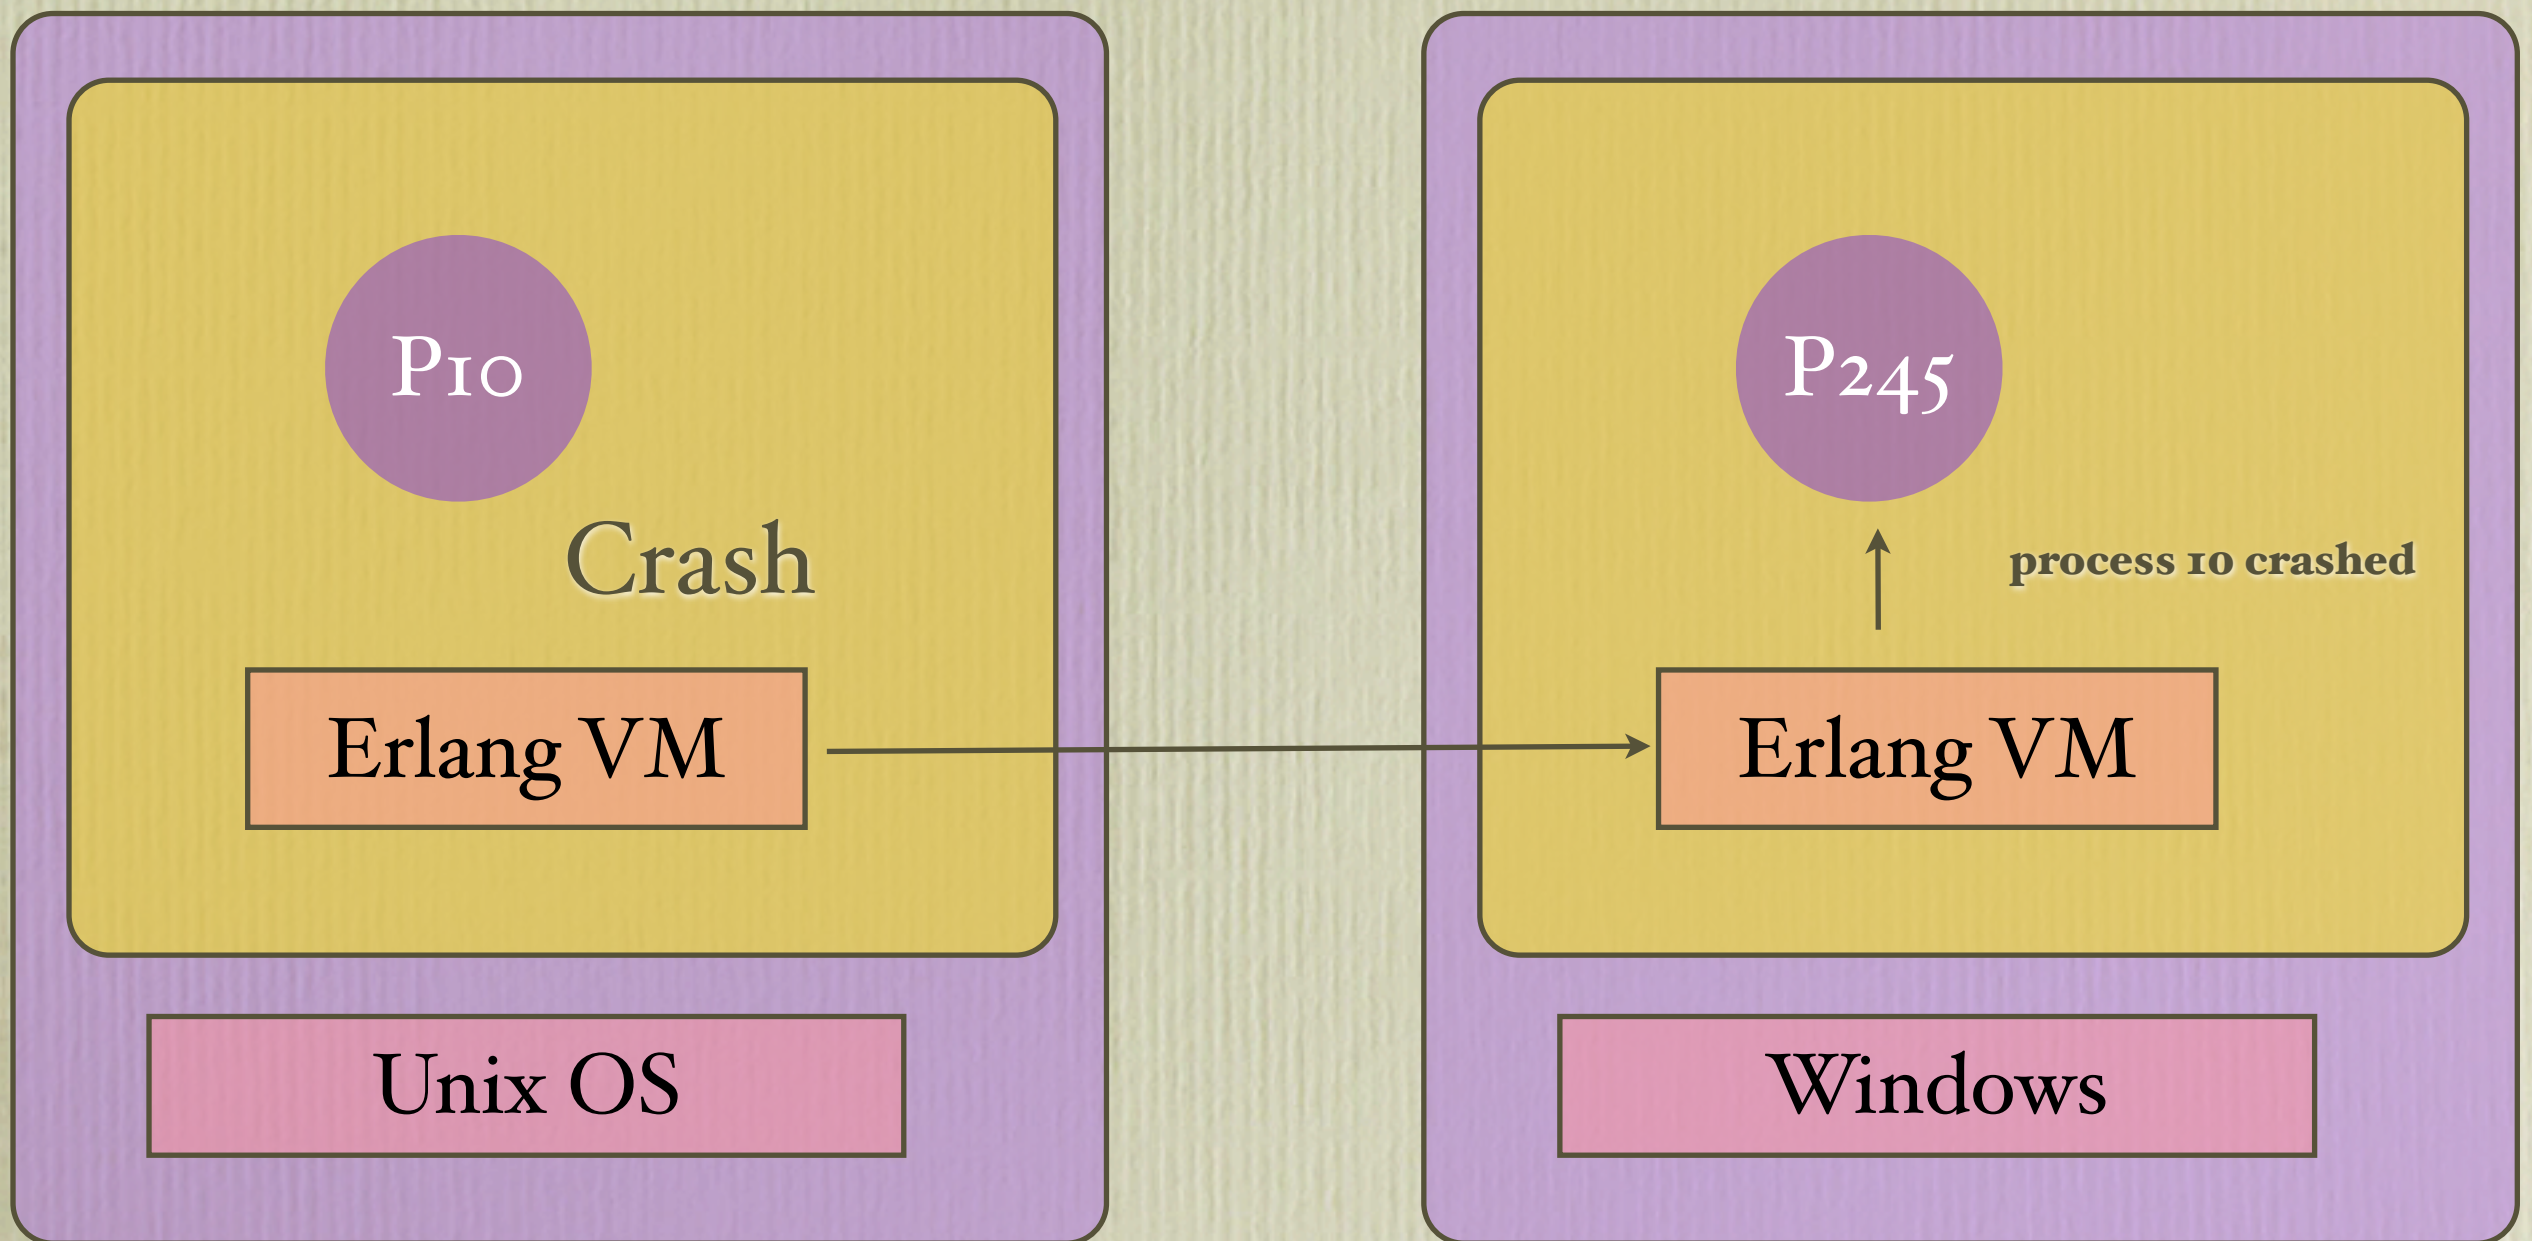 P10
Crash
Erlang VM
Unix OS
P245
process 10 crashed
Erlang VM
Windows